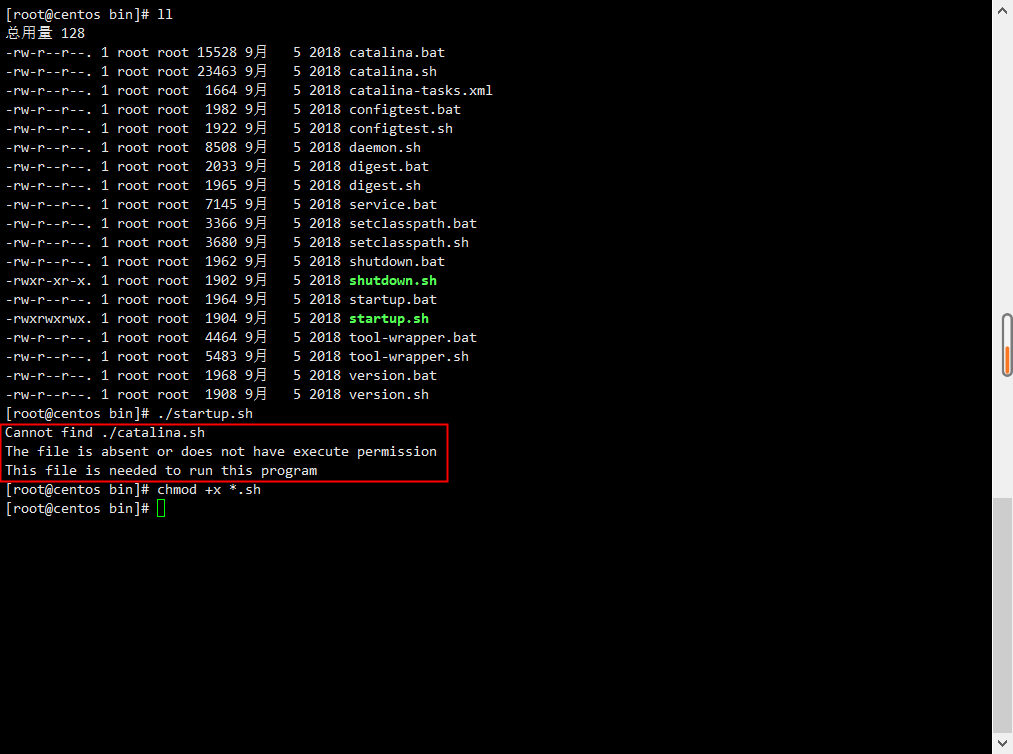 [root@centos bin]# ll
总用量 128
-rw-r--r--. 1 root root 15528 9月   5 2018 catalina.bat
-rw-r--r--. 1 root root 23463 9月   5 2018 catalina.sh
-rw-r--r--. 1 root root  1664 9月   5 2018 catalina-tasks.xml
-rw-r--r--. 1 root root  1982 9月   5 2018 configtest.bat
-rw-r--r--. 1 root root  1922 9月   5 2018 configtest.sh
-rw-r--r--. 1 root root  8508 9月   5 2018 daemon.sh
-rw-r--r--. 1 root root  2033 9月   5 2018 digest.bat
-rw-r--r--. 1 root root  1965 9月   5 2018 digest.sh
-rw-r--r--. 1 root root  7145 9月   5 2018 service.bat
-rw-r--r--. 1 root root  3366 9月   5 2018 setclasspath.bat
-rw-r--r--. 1 root root  3680 9月   5 2018 setclasspath.sh
-rw-r--r--. 1 root root  1962 9月   5 2018 shutdown.bat
-rwxr-xr-x. 1 root root  1902 9月   5 2018 shutdown.sh
-rw-r--r--. 1 root root  1964 9月   5 2018 startup.bat
-rwxrwxrwx. 1 root root  1904 9月   5 2018 startup.sh
-rw-r--r--. 1 root root  4464 9月   5 2018 tool-wrapper.bat
-rw-r--r--. 1 root root  5483 9月   5 2018 tool-wrapper.sh
-rw-r--r--. 1 root root  1968 9月   5 2018 version.bat
-rw-r--r--. 1 root root  1908 9月   5 2018 version.sh
[root@centos bin]# ./startup.sh
Cannot find ./catalina.sh
The file is absent or does not have execute permission
This file is needed to run this program
[root@centos bin]# chmod +x *.sh
[root@centos bin]#